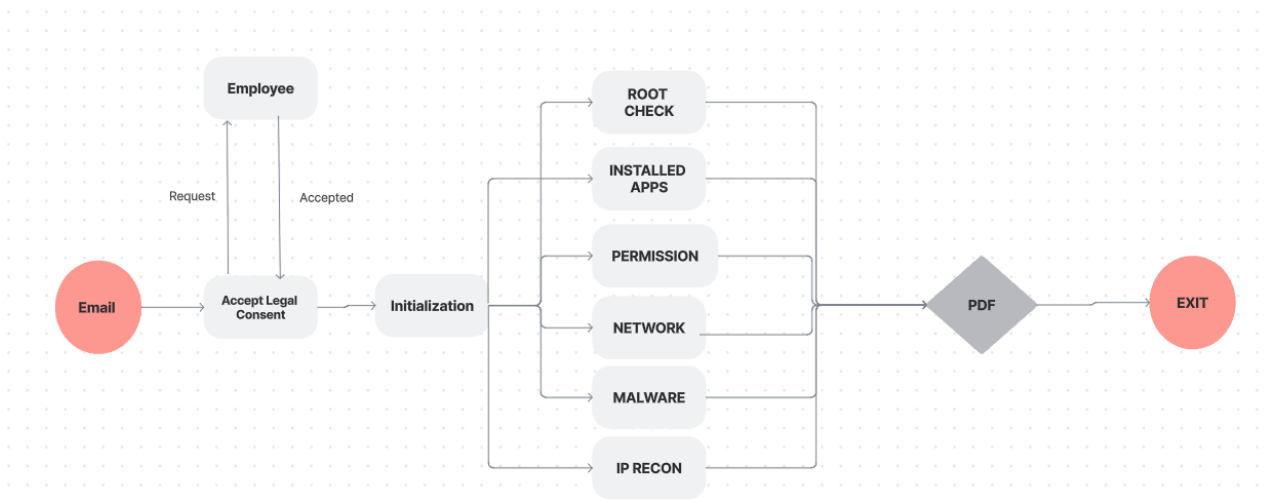 Employee
Request
Accepted
Email
Accept Legal
Consent
Initialization
ROOT
CHECK
INSTALLED
APPS
PERMISSION
NETWORK
MALWARE
IP RECON
PDF
EXIT